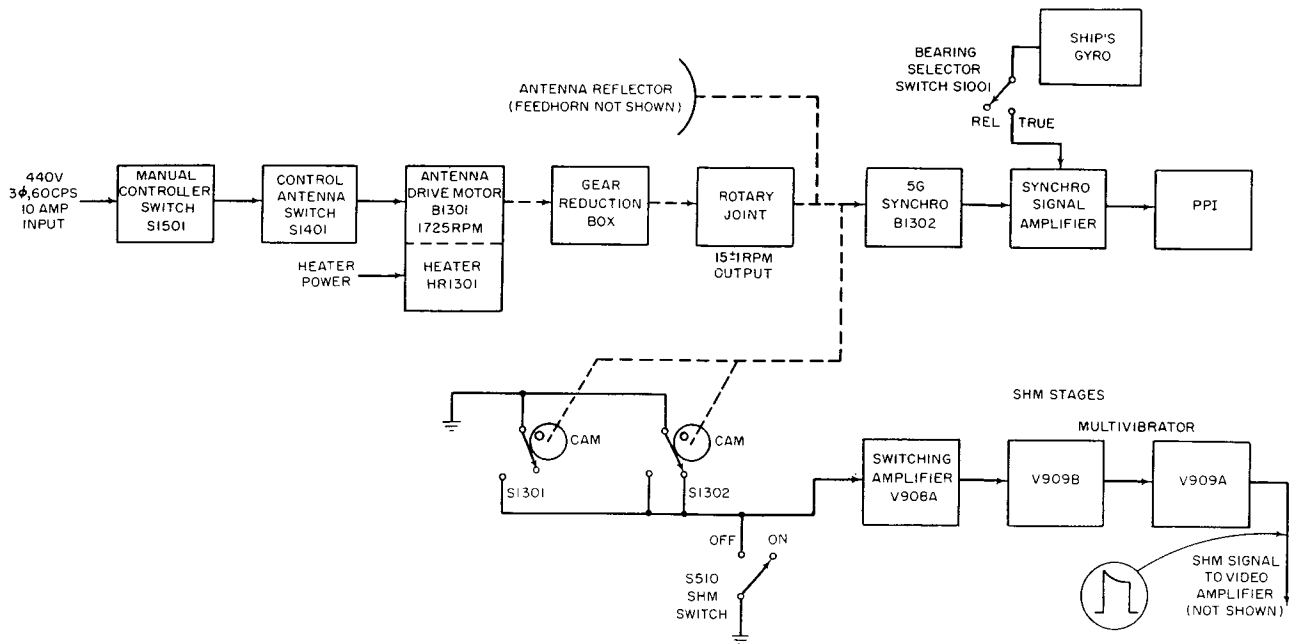 SHIP'S
GYRO
BEARING
SELECTOR
SWITCH S1001
REL
TRUE
ANTENNA REFLECTOR
(FEEDHORN NOT SHOWN)
440V
3ϕ,60CPS
10 AMP
INPUT
MANUAL
CONTROLLER
SWITCH
S1501
CONTROL
ANTENNA
SWITCH
S1401
ANTENNA
DRIVE MOTOR
B1301
1725RPM
HEATER
HR1301
HEATER
POWER
GEAR
REDUCTION
BOX
ROTARY
JOINT
15±1RPM
OUTPUT
5G
SYNCHRO
B1302
SYNCHRO
SIGNAL
AMPLIFIER
PPI
CAM
CAM
S1301
S1302
SHM STAGES
MULTIVIBRATOR
SWITCHING
AMPLIFIER
V908A
V909B
V909A
OFF
ON
S510
SHM
SWITCH
SHM SIGNAL
TO VIDEO
AMPLIFIER
(NOT SHOWN)